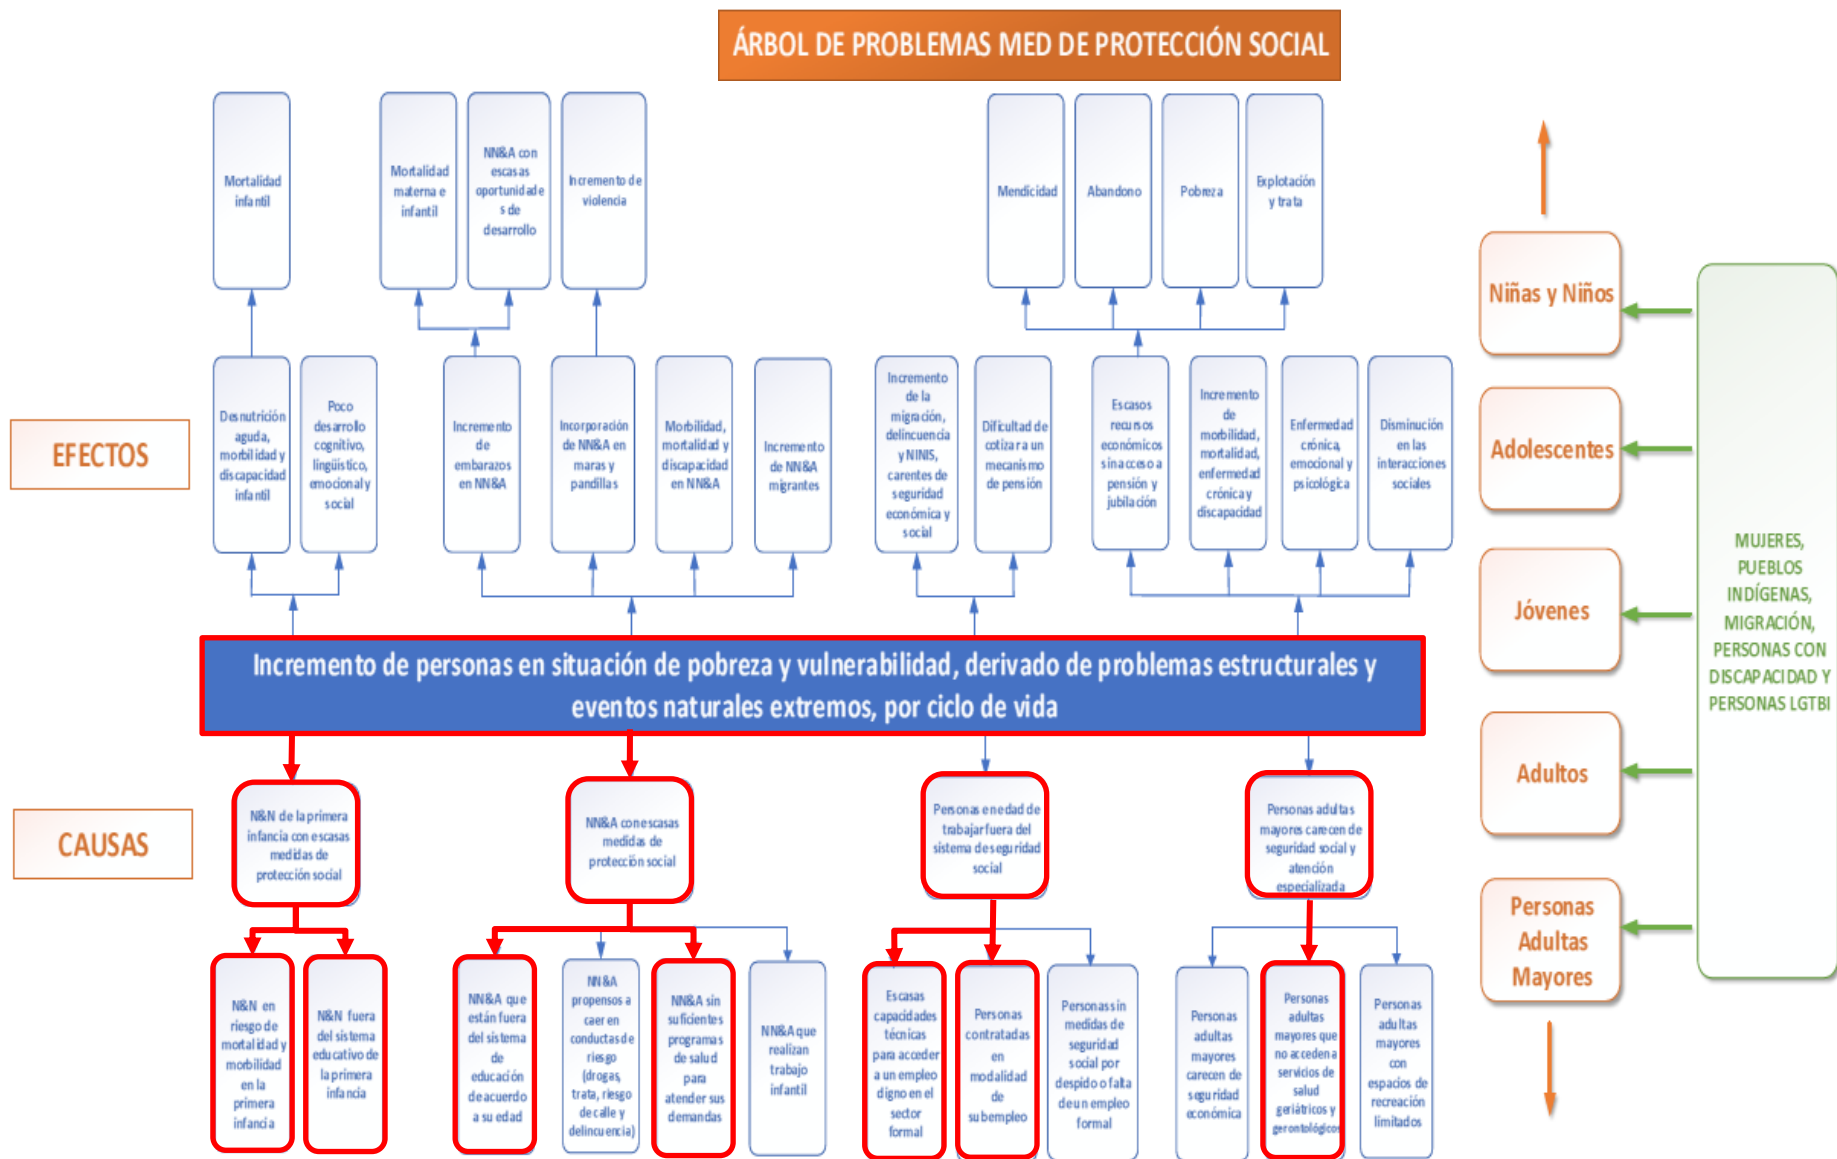 ÁRBOL DE PROBLEMAS MED DE PROTECCIÓN SOCIAL
Mortalidad
infantil
Mortalidad
materna e
infantil
NN&A con
escasas
oportunidade
s de
desarrollo
Incremento de
violencia
Mendicidad
Abandono
Pobreza
Explotación
y trata
EFECTOS
Desnutrición
aguda,
morbilidad y
discapacidad
infantil
Poco
desarrollo
cognitivo,
lingüístico,
emocional y
social
Incremento
de
embarazos
en NN&A
Incorporación
de NN&A en
maras y
pandillas
Morbilidad,
mortalidad y
discapacidad
en NN&A
Incremento
de NN&A
migrantes
Incremento
de la
migración,
delincuencia
y NINIS,
carentes de
seguridad
económica y
social
Dificultad de
cotizar a un
mecanismo
de pensión
Escasos
recursos
económicos
sin acceso a
pensión y
jubilación
Incremento
de
morbilidad,
mortalidad,
enfermedad
crónica y
discapacidad
Enfermedad
crónica,
emocional y
psicológica
Disminución
en las
interacciones
sociales
Incremento de personas en situación de pobreza y vulnerabilidad, derivado de problemas estructurales y
eventos naturales extremos, por ciclo de vida
CAUSAS
N&N de la primera
infancia con escasas
medidas de
protección social
NN&A con escasas
medidas de
protección social
Personas en edad de
trabajar fuera del
sistema de seguridad
social
Personas adultas
mayores carecen de
seguridad social y
atención
especializada
N&N en
riesgo de
mortalidad y
morbilidad
en la
primera
infancia
N&N fuera
del sistema
educativo de
la primera
infancia
NN&A que
están fuera
del sistema
de
educación
de acuerdo
a su edad
NN&A
propensos a
caer en
conductas de
riesgo
(drogas,
trata, riesgo
de calle y
delincuencia)
NN&A sin
suficientes
programas
de salud
para
atender sus
demandas
NN&A que
realizan
trabajo
infantil
Escasas
capacidades
técnicas
para acceder
a un empleo
digno en el
sector
formal
Personas
contratadas
en
modalidad
de
subempleo
Personas sin
medidas de
seguridad
social por
despido o falta
de un empleo
formal
Personas
adultas
mayores
carecen de
seguridad
económica
Personas
adultas
mayores que
no acceden a
servicios de
salud
geriátricos y
gerontológicos
Personas
adultas
mayores
con
espacios de
recreación
limitados
Niñas y Niños
Adolescentes
Jóvenes
Adultos
Personas
Adultas
Mayores
MUJERES,
PUEBLOS
INDÍGENAS,
MIGRACIÓN,
PERSONAS CON
DISCAPACIDAD Y
PERSONAS LGTBI